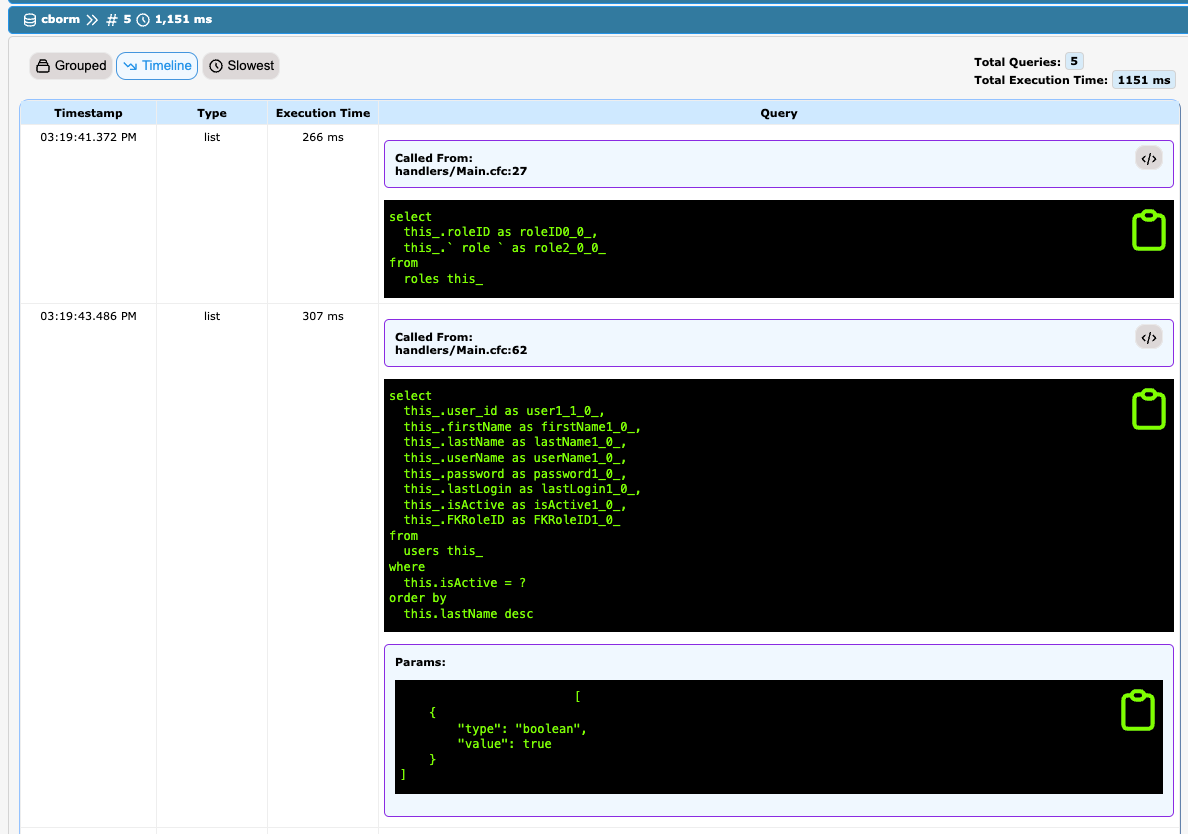 cborm >> # 5 1,151 ms
Grouped Timeline Slowest
Total Queries: 5
Total Execution Time: 1151 ms
Timestamp Type Execution Time Query
03:19:41.372 PM list 266 ms
Called From:
handlers/Main.cfc:27
</>
select
  this_.roleID as roleID0_0_,
  this_.` role ` as role2_0_0_
from
  roles this_
03:19:43.486 PM list 307 ms
Called From:
handlers/Main.cfc:62
</>
select
  this_.user_id as user1_1_0_,
  this_.firstName as firstName1_0_,
  this_.lastName as lastName1_0_,
  this_.userName as userName1_0_,
  this_.password as password1_0_,
  this_.lastLogin as lastLogin1_0_,
  this_.isActive as isActive1_0_,
  this_.FKRoleID as FKRoleID1_0_
from
  users this_
where
  this.isActive = ?
order by
  this.lastName desc
Params:
[
    {
        "type": "boolean",
        "value": true
    }
]